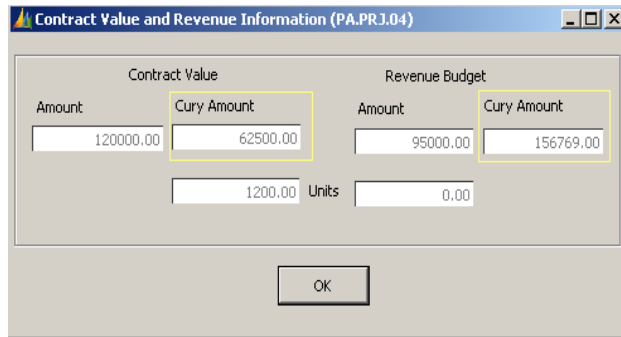 Contract Value and Revenue Information (PA.PRJ.04)
Contract Value Revenue Budget
Amount Cury Amount Amount Cury Amount
120000.00 62500.00 95000.00 156769.00
1200.00 Units 0.00
OK